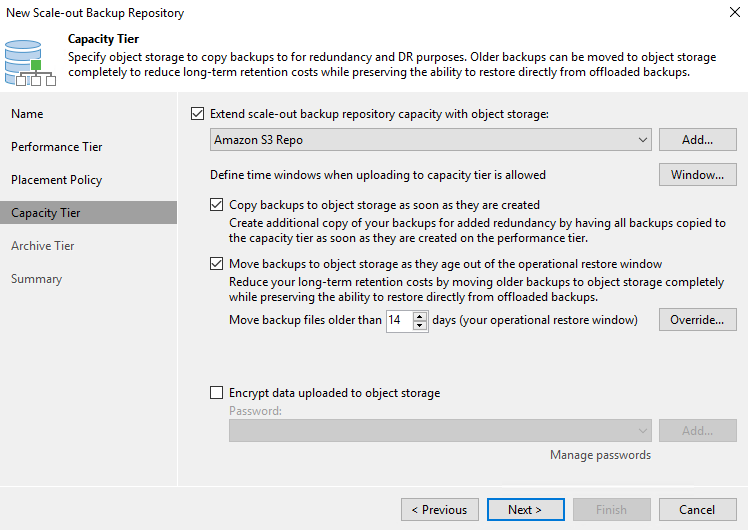 New Scale-out Backup Repository
Capacity Tier
Specify object storage to copy backups to for redundancy and DR purposes. Older backups can be moved to object storage
completely to reduce long-term retention costs while preserving the ability to restore directly from offloaded backups.
Name
Performance Tier
Placement Policy
Capacity Tier
Archive Tier
Summary
Extend scale-out backup repository capacity with object storage:
Amazon S3 Repo
Add...
Define time windows when uploading to capacity tier is allowed
Window...
Copy backups to object storage as soon as they are created
Create additional copy of your backups for added redundancy by having all backups copied to
the capacity tier as soon as they are created on the performance tier.
Move backups to object storage as they age out of the operational restore window
Reduce your long-term retention costs by moving older backups to object storage completely
while preserving the ability to restore directly from offloaded backups.
Move backup files older than 14 days (your operational restore window)
Override...
Encrypt data uploaded to object storage
Password:
Add...
Manage passwords
< Previous
Next >
Finish
Cancel